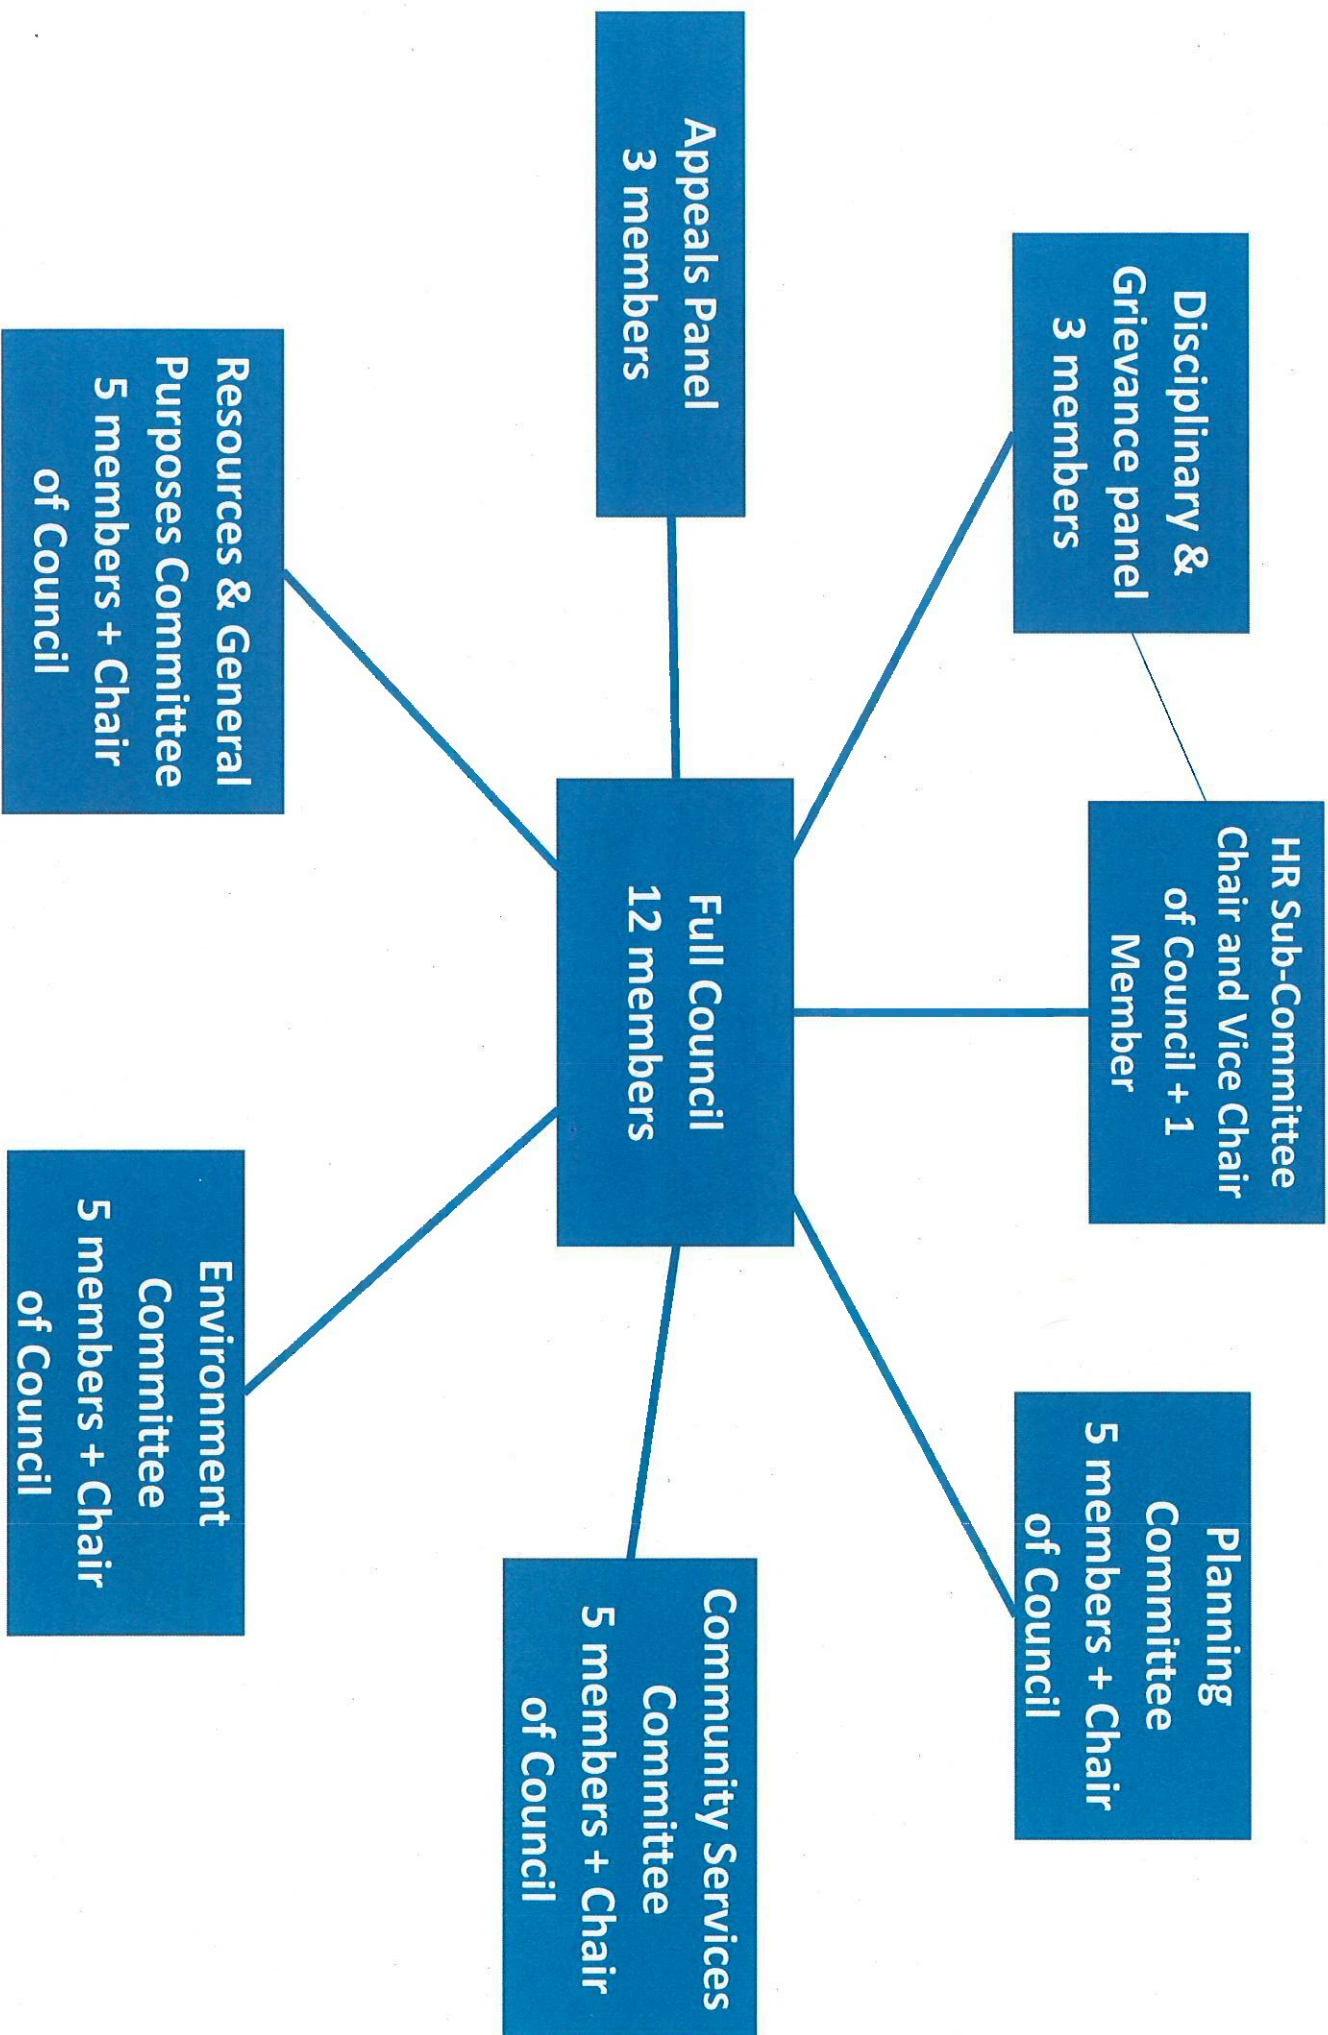 HR Sub-Committee
Chair and Vice Chair
of Council + 1
Member
Disciplinary &
Grievance panel
3 members
Planning
Committee
5 members + Chair
of Council
Appeals Panel
3 members
Full Council
12 members
Community Services
Committee
5 members + Chair
of Council
Resources & General
Purposes Committee
5 members + Chair
of Council
Environment
Committee
5 members + Chair
of Council